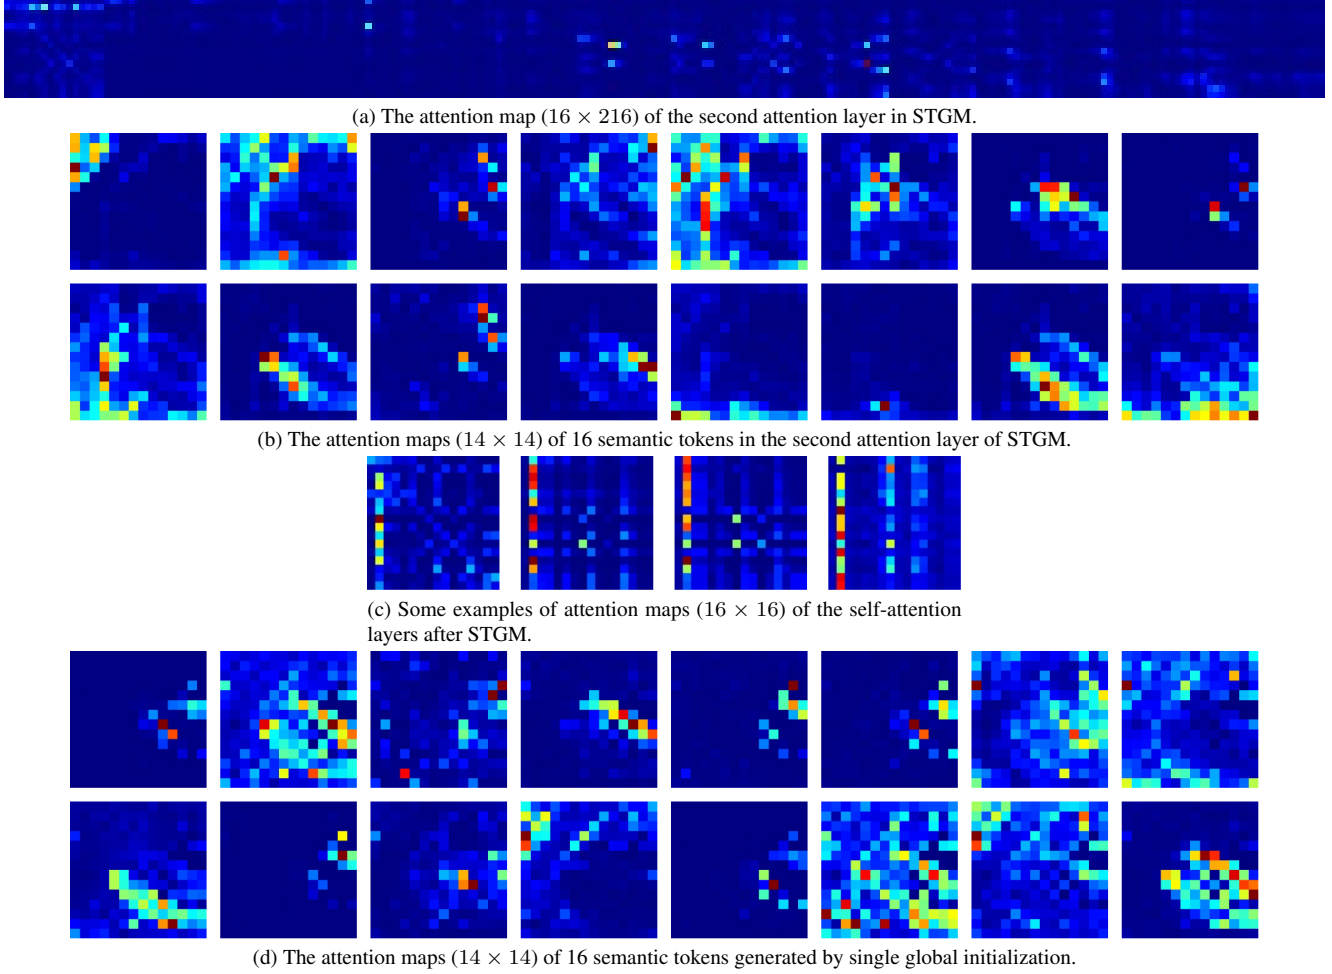 (a) The attention map (16 × 216) of the second attention layer in STGM.
(b) The attention maps (14 × 14) of 16 semantic tokens in the second attention layer of STGM.
(c) Some examples of attention maps (16 × 16) of the self-attention
layers after STGM.
(d) The attention maps (14 × 14) of 16 semantic tokens generated by single global initialization.